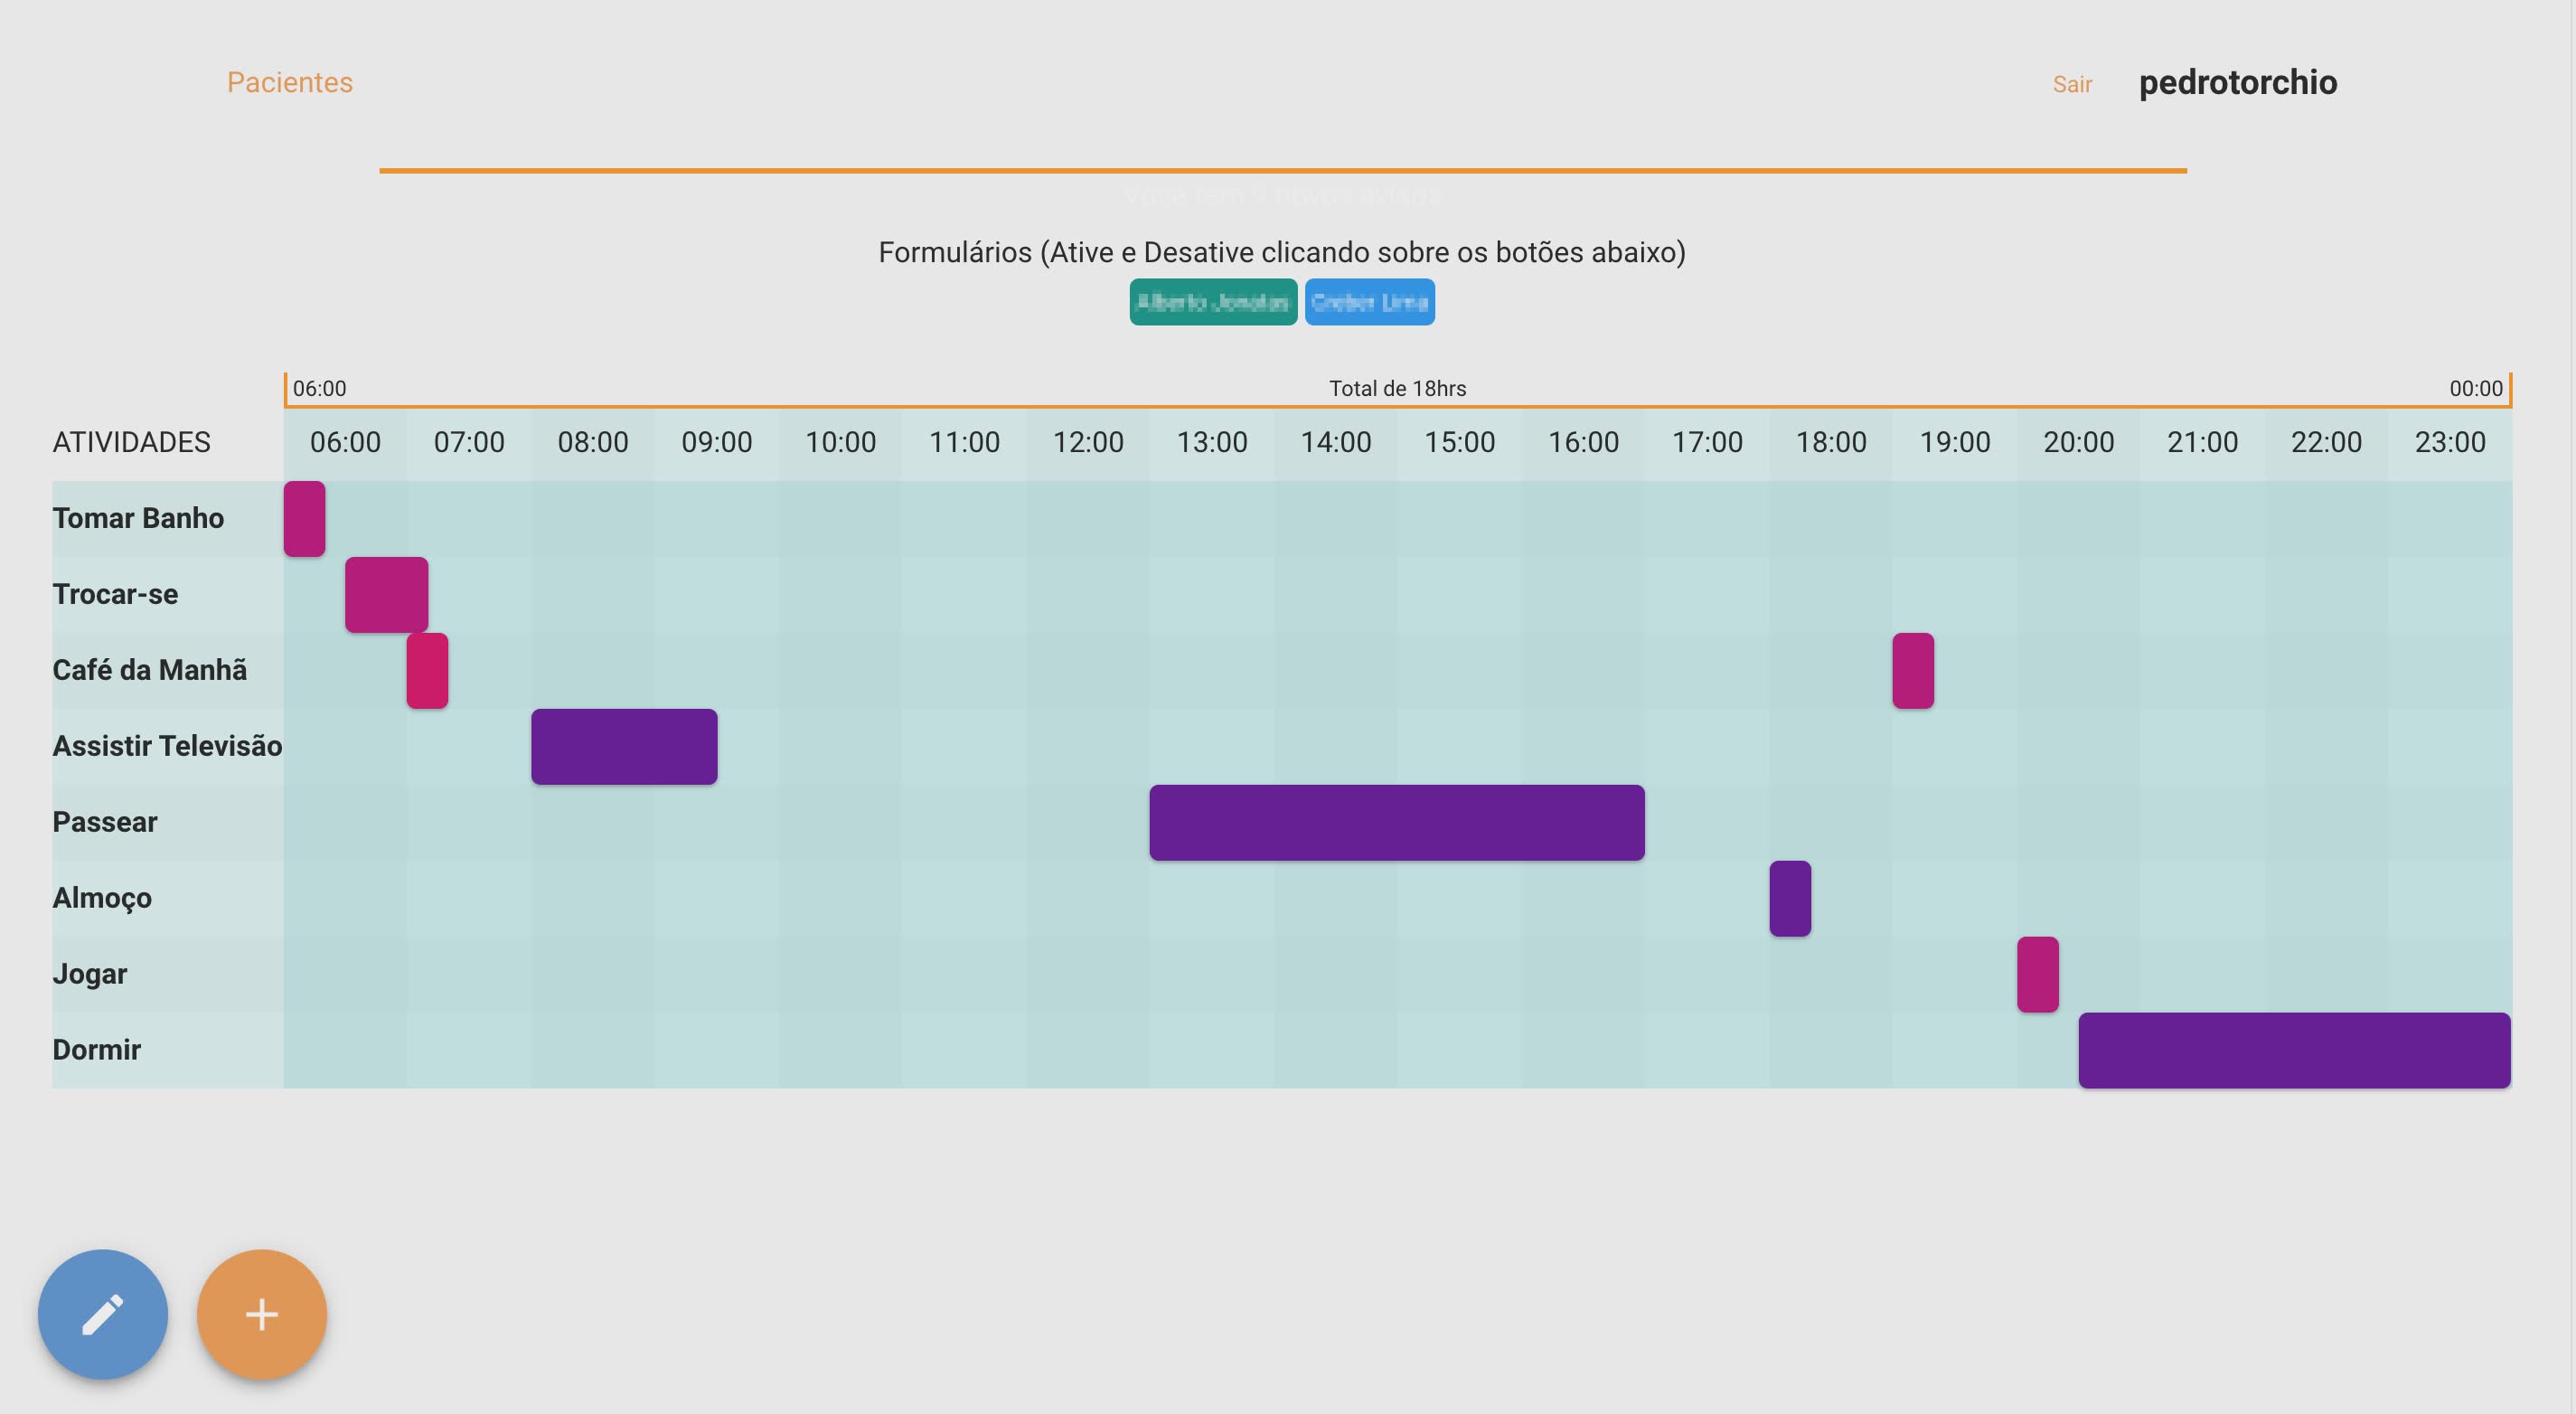 Pacientes
Sair pedrotorchio
Formulários (Ative e Desative clicando sobre os botões abaixo)
06:00 Total de 18hrs 00:00
ATIVIDADES 06:00 07:00 08:00 09:00 10:00 11:00 12:00 13:00 14:00 15:00 16:00 17:00 18:00 19:00 20:00 21:00 22:00 23:00
Tomar Banho
Trocar-se
Café da Manhã
Assistir Televisão
Passear
Almoço
Jogar
Dormir